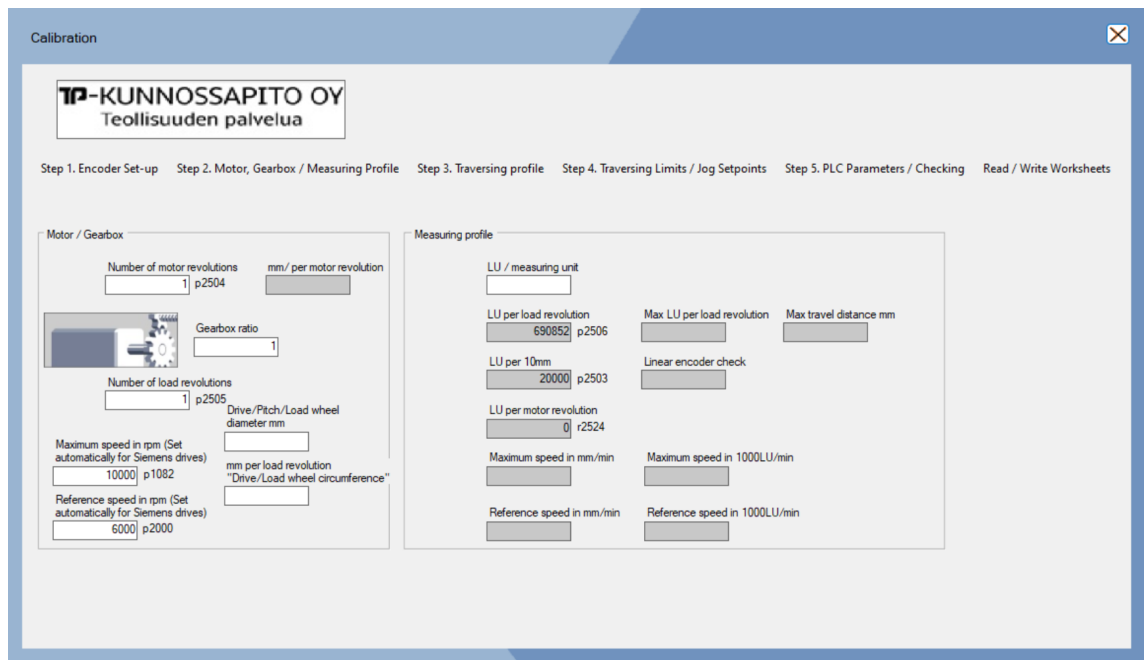 Calibration
TP-KUNNOSSAPITO OY
Teollisuuden palvelua
Step 1. Encoder Set-up Step 2. Motor, Gearbox / Measuring Profile Step 3. Traversing profile Step 4. Traversing Limits / Jog Setpoints Step 5. PLC Parameters / Checking Read / Write Worksheets
Motor / Gearbox
Number of motor revolutions mm/ per motor revolution
1 p2504
Gearbox ratio
1
Number of load revolutions
1 p2505
Drive/Pitch/Load wheel
diameter mm
Maximum speed in rpm (Set
automatically for Siemens drives)
10000 p1082
mm per load revolution
"Drive/Load wheel circumference"
Reference speed in rpm (Set
automatically for Siemens drives)
6000 p2000
Measuring profile
LU / measuring unit
LU per load revolution Max LU per load revolution Max travel distance mm
690852 p2506
LU per 10mm Linear encoder check
20000 p2503
LU per motor revolution
0 r2524
Maximum speed in mm/min Maximum speed in 1000LU/min
Reference speed in mm/min Reference speed in 1000LU/min